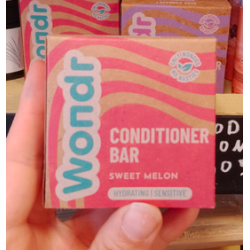 Wondr
CONDITIONER
BAR
SWEET MELON
HYDRATING | SENSITIVE